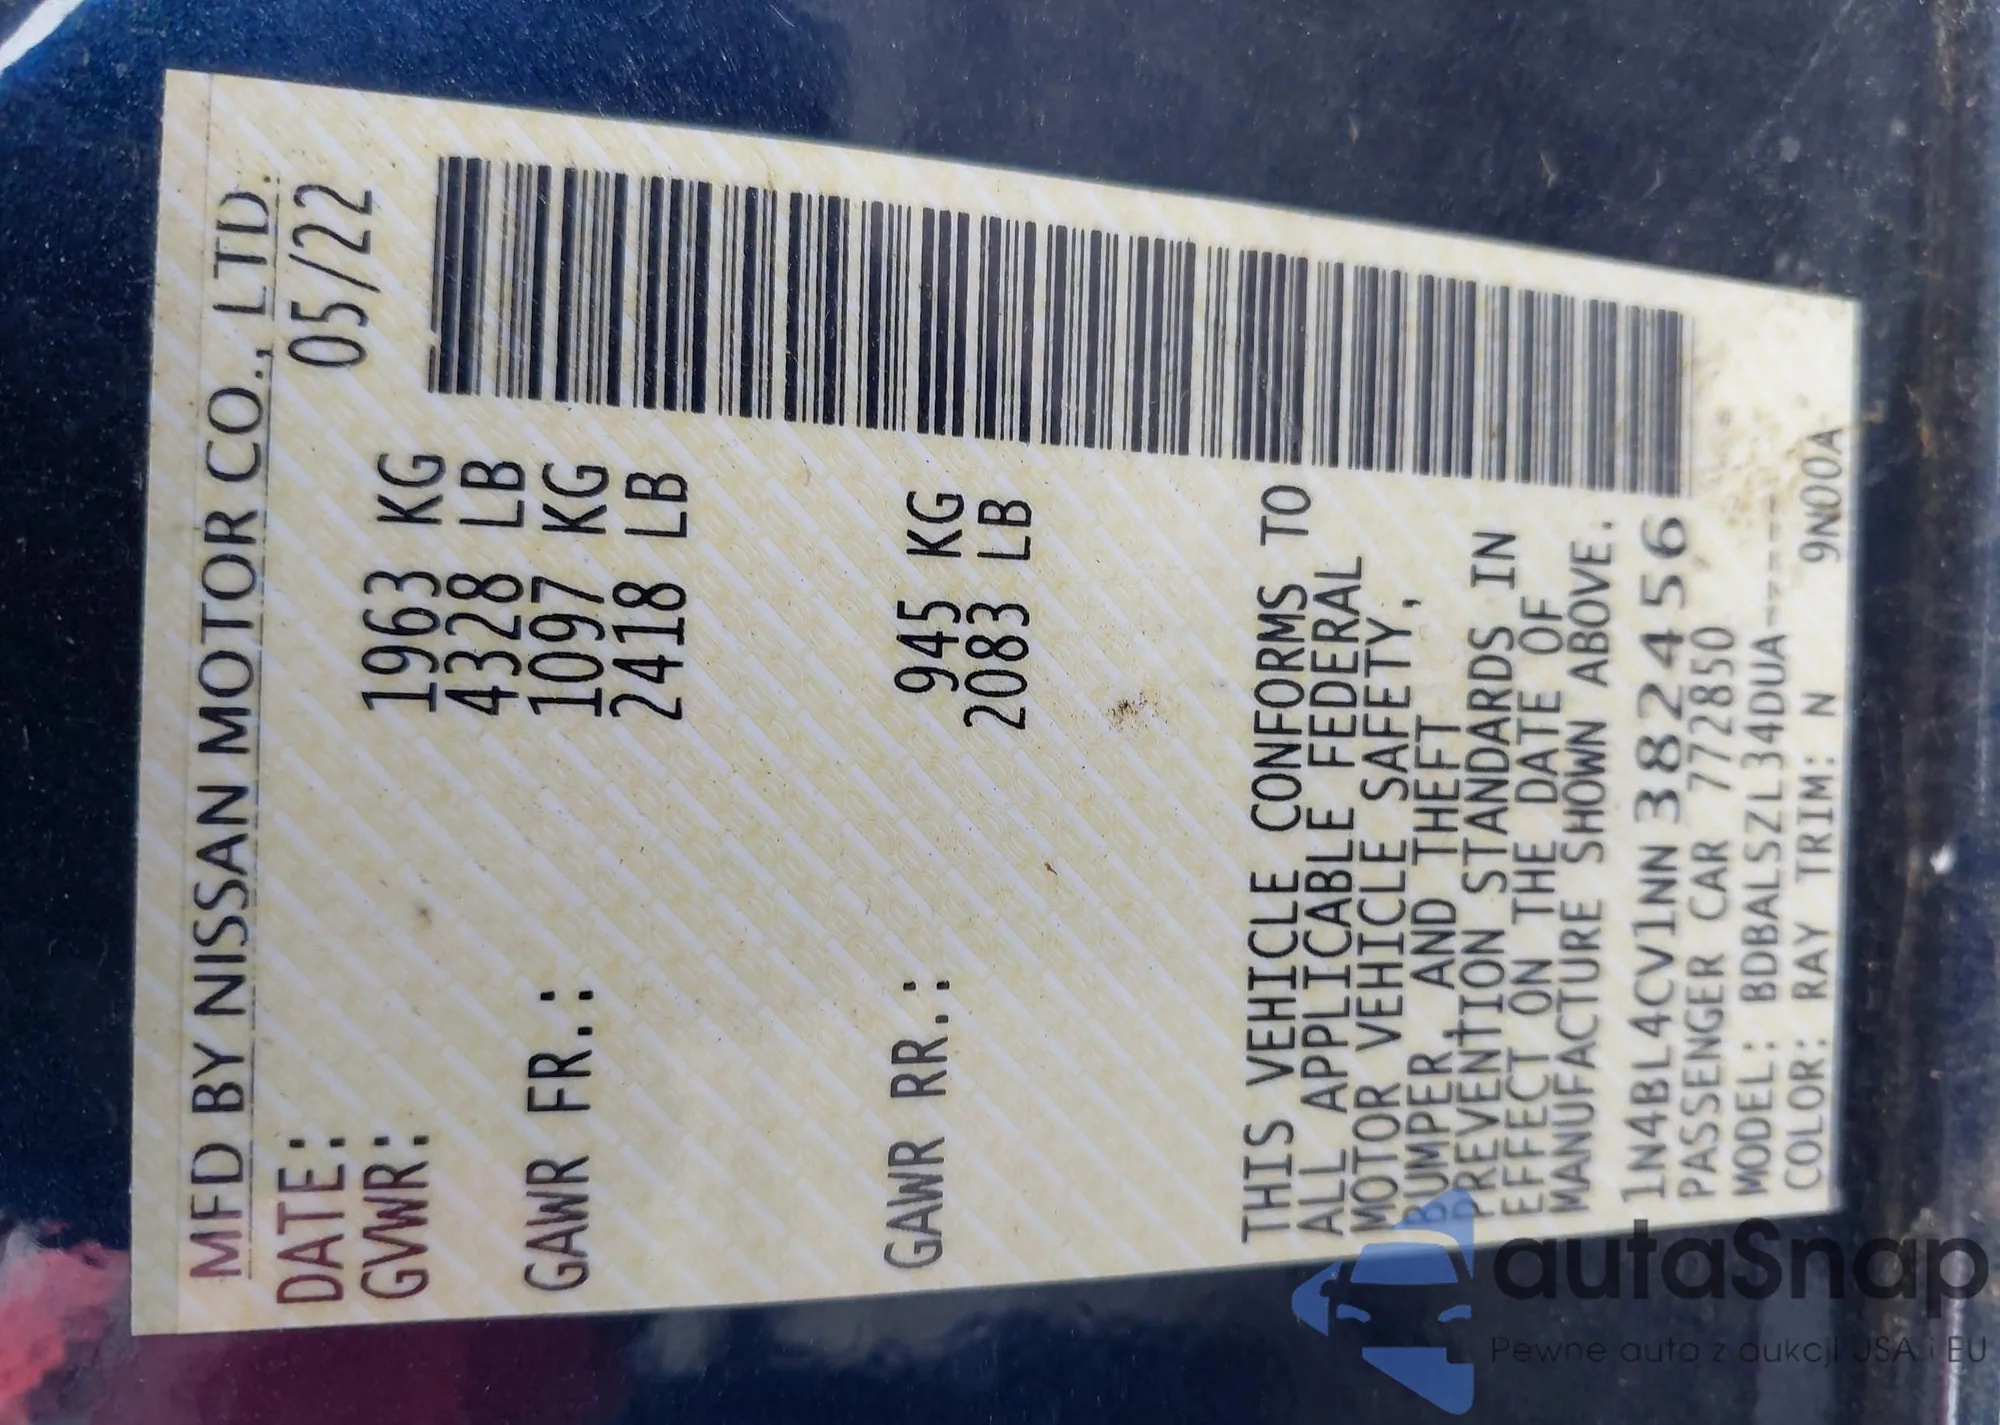 MFD BY NISSAN MOTOR CO., LTD.
DATE: 05/22
GVWR: 1963 KG
4328 LB
GAWR FR.: 1097 KG
2418 LB
GAWR RR.: 945 KG
2083 LB
THIS VEHICLE CONFORMS TO
ALL APPLICABLE FEDERAL
MOTOR VEHICLE SAFETY,
BUMPER AND THEFT
PREVENTION STANDARDS IN
EFFECT ON THE DATE OF
MANUFACTURE SHOWN ABOVE.
1N4BL4CV1NN382456
PASSENGER CAR 772850
MODEL: BDBALSZL34DUA-----
COLOR: RAY TRIM: N 9N00A
autaSnap
Pewne auta z aukcji USA i EU